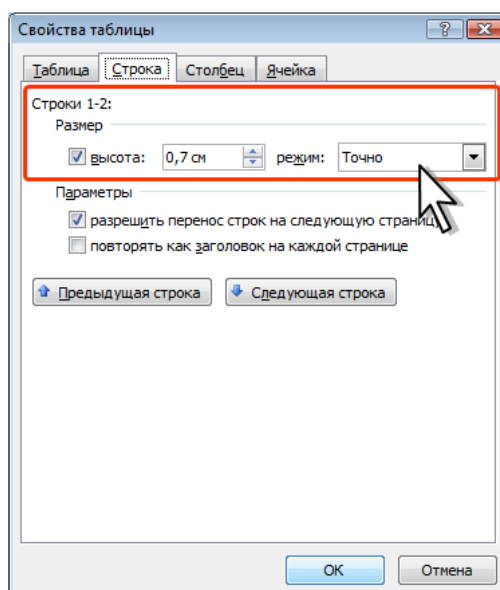 Свойства таблицы
Таблица Строка Столбец Ячейка
Строки 1-2:
Размер
высота: 0,7 см режим: Точно
Параметры
разрешить перенос строк на следующую страницу
повторять как заголовок на каждой странице
Предыдущая строка Следующая строка
ОК Отмена